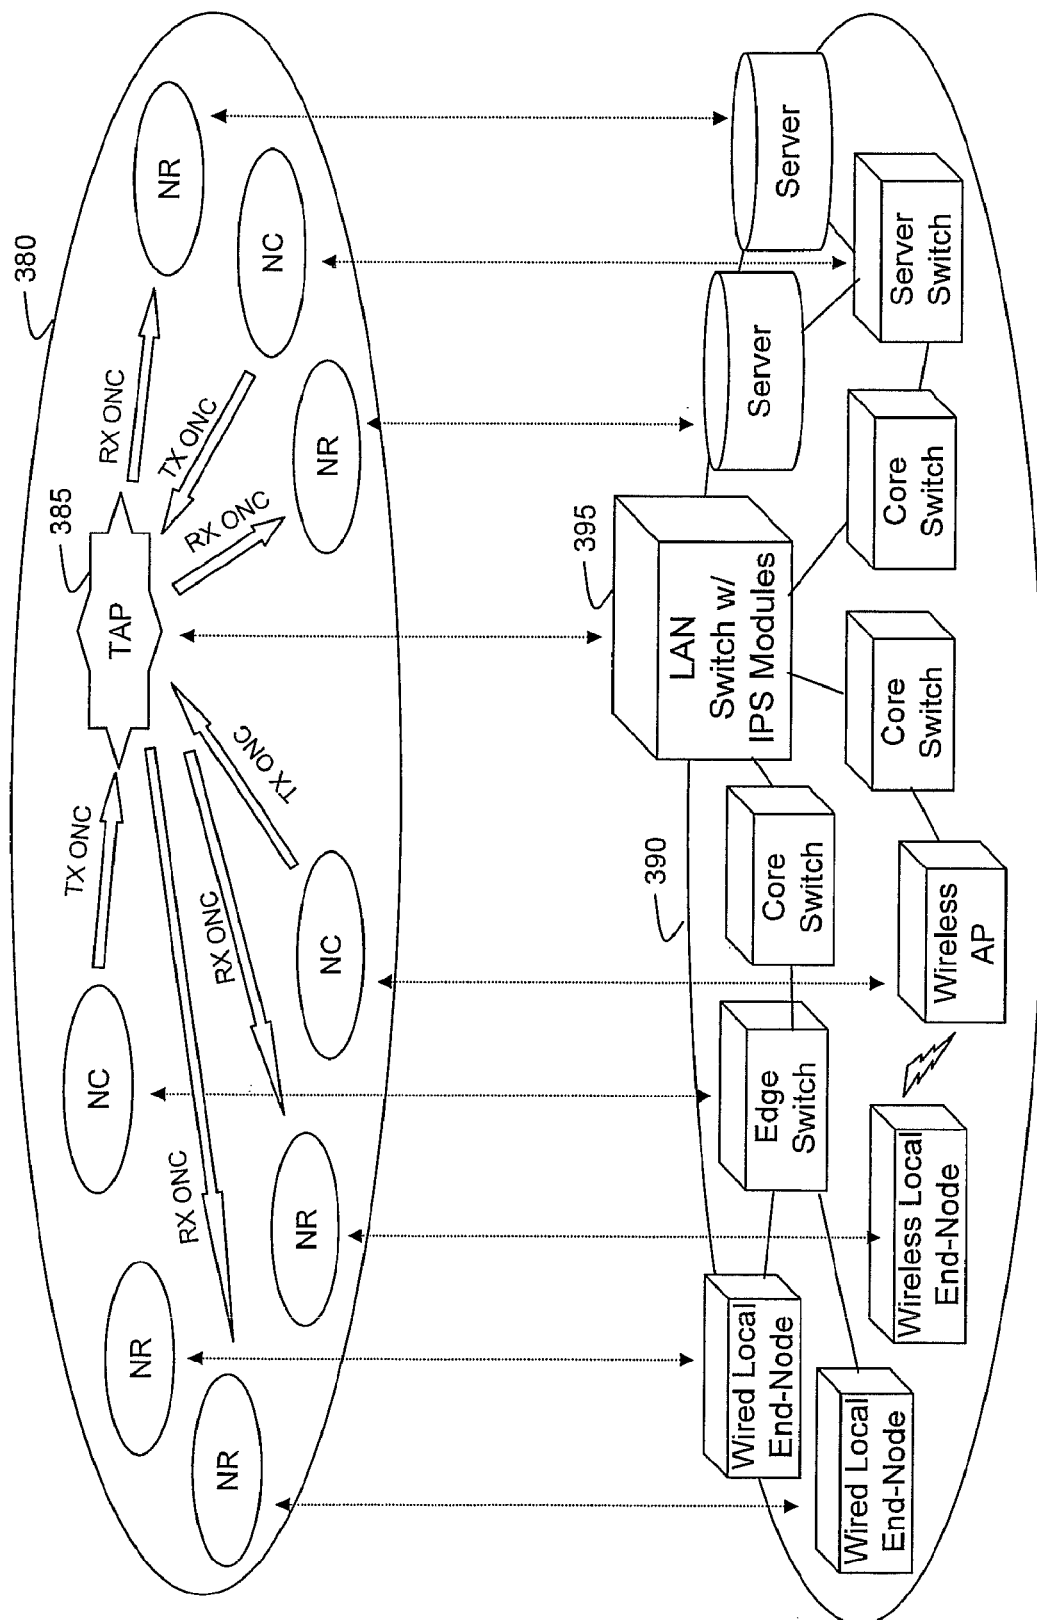 380
NR
NC
NR
RX ONC
TX ONC
RX ONC
385
TAP
TX ONC
TX ONC
RX ONC
RX ONC
NC
NC
NR
NR
NR
390
395
LAN
Switch w/
IPS Modules
Server
Server
Server
Switch
Core
Switch
Core
Switch
Core
Switch
Edge
Switch
Wireless
AP
Wired Local
End-Node
Wired Local
End-Node
Wireless Local
End-Node